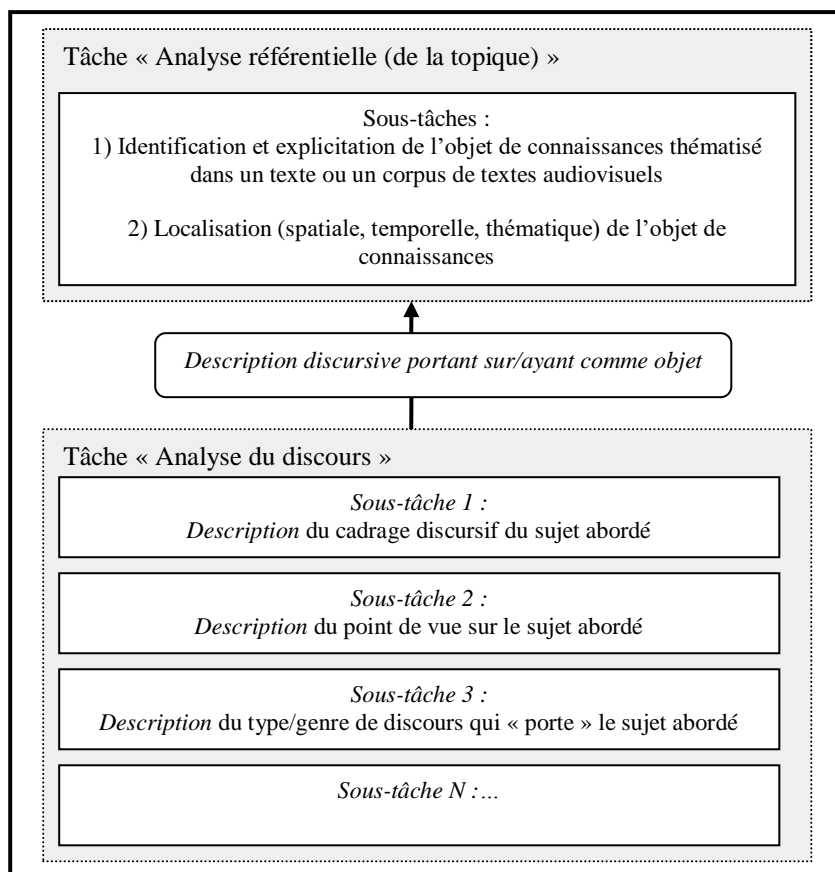 Tâche « Analyse référentielle (de la topique) »
Sous-tâches :
1) Identification et explicitation de l’objet de connaissances thématisé
dans un texte ou un corpus de textes audiovisuels
2) Localisation (spatiale, temporelle, thématique) de l’objet de
connaissances
Description discursive portant sur/ayant comme objet
Tâche « Analyse du discours »
Sous-tâche 1 :
Description du cadrage discursif du sujet abordé
Sous-tâche 2 :
Description du point de vue sur le sujet abordé
Sous-tâche 3 :
Description du type/genre de discours qui « porte » le sujet abordé
Sous-tâche N :…